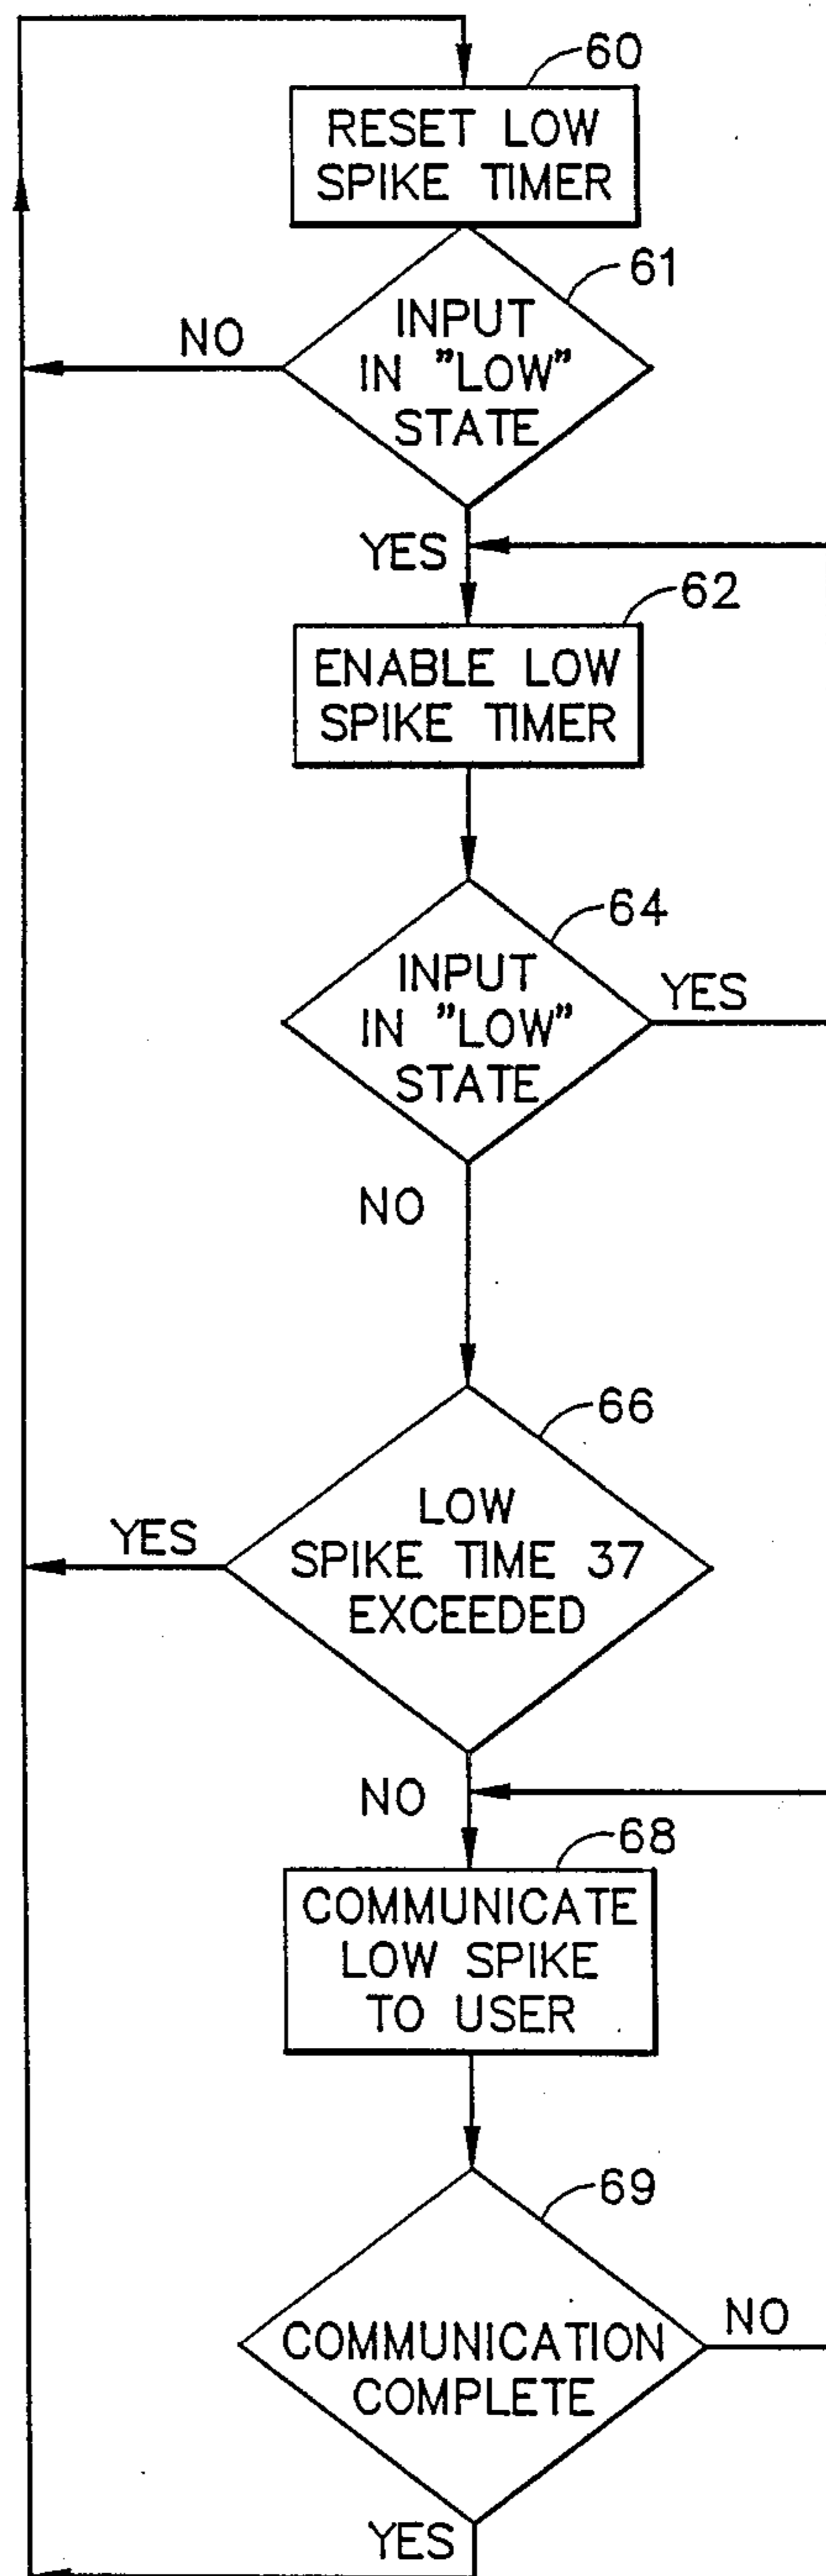 60
RESET LOW
SPIKE TIMER
61
INPUT
IN "LOW"
STATE
NO
YES
62
ENABLE LOW
SPIKE TIMER
64
INPUT
IN "LOW"
STATE
YES
NO
66
LOW
SPIKE TIME 37
EXCEEDED
YES
NO
68
COMMUNICATE
LOW SPIKE
TO USER
69
COMMUNICATION
COMPLETE
NO
YES